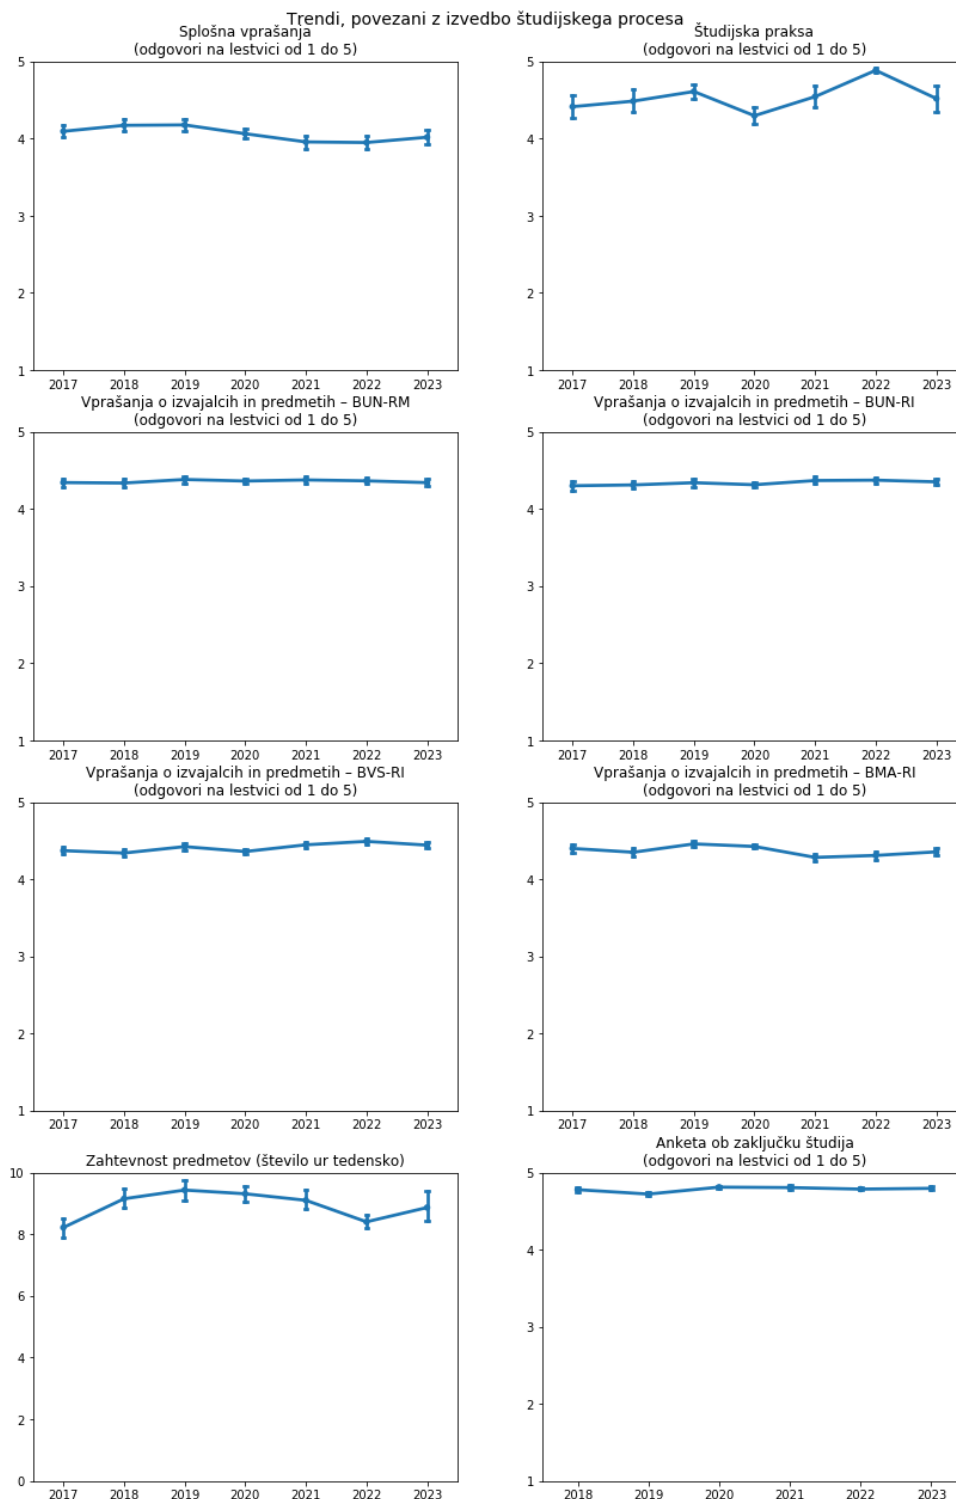 Trendi, povezani z izvedbo študijskega procesa
Splošna vprašanja
(odgovori na lestvici od 1 do 5)
5
4
3
2
1
2017 2018 2019 2020 2021 2022 2023
Študijska praksa
(odgovori na lestvici od 1 do 5)
5
4
3
2
1
2017 2018 2019 2020 2021 2022 2023
Vprašanja o izvajalcih in predmetih – BUN-RM
(odgovori na lestvici od 1 do 5)
5
4
3
2
1
2017 2018 2019 2020 2021 2022 2023
Vprašanja o izvajalcih in predmetih – BUN-RI
(odgovori na lestvici od 1 do 5)
5
4
3
2
1
2017 2018 2019 2020 2021 2022 2023
Vprašanja o izvajalcih in predmetih – BVS-RI
(odgovori na lestvici od 1 do 5)
5
4
3
2
1
2017 2018 2019 2020 2021 2022 2023
Vprašanja o izvajalcih in predmetih – BMA-RI
(odgovori na lestvici od 1 do 5)
5
4
3
2
1
2017 2018 2019 2020 2021 2022 2023
Zahtevnost predmetov (število ur tedensko)
10
8
6
4
2
0
2017 2018 2019 2020 2021 2022 2023
Anketa ob zaključku študija
(odgovori na lestvici od 1 do 5)
5
4
3
2
1
2018 2019 2020 2021 2022 2023